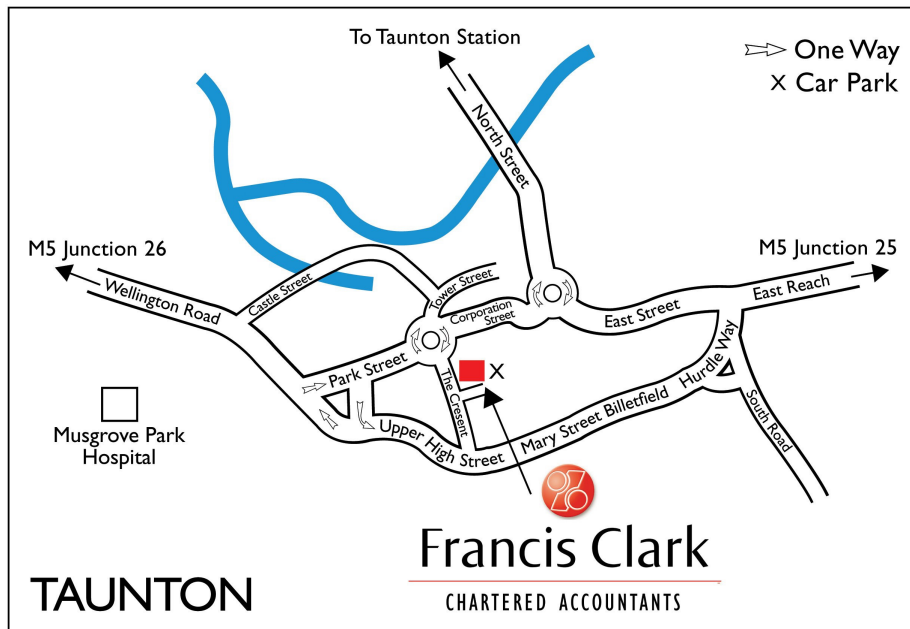 To Taunton Station
One Way
X Car Park
North Street
M5 Junction 26
M5 Junction 25
Wellington Road
Castle Street
Tower Street
Corporation
Street
East Street
East Reach
Park Street
The Cresent
X
Hurdle Way
South Road
Musgrove Park
Hospital
Upper High Street
Mary Street Billetfield
Francis Clark
CHARTERED ACCOUNTANTS
TAUNTON